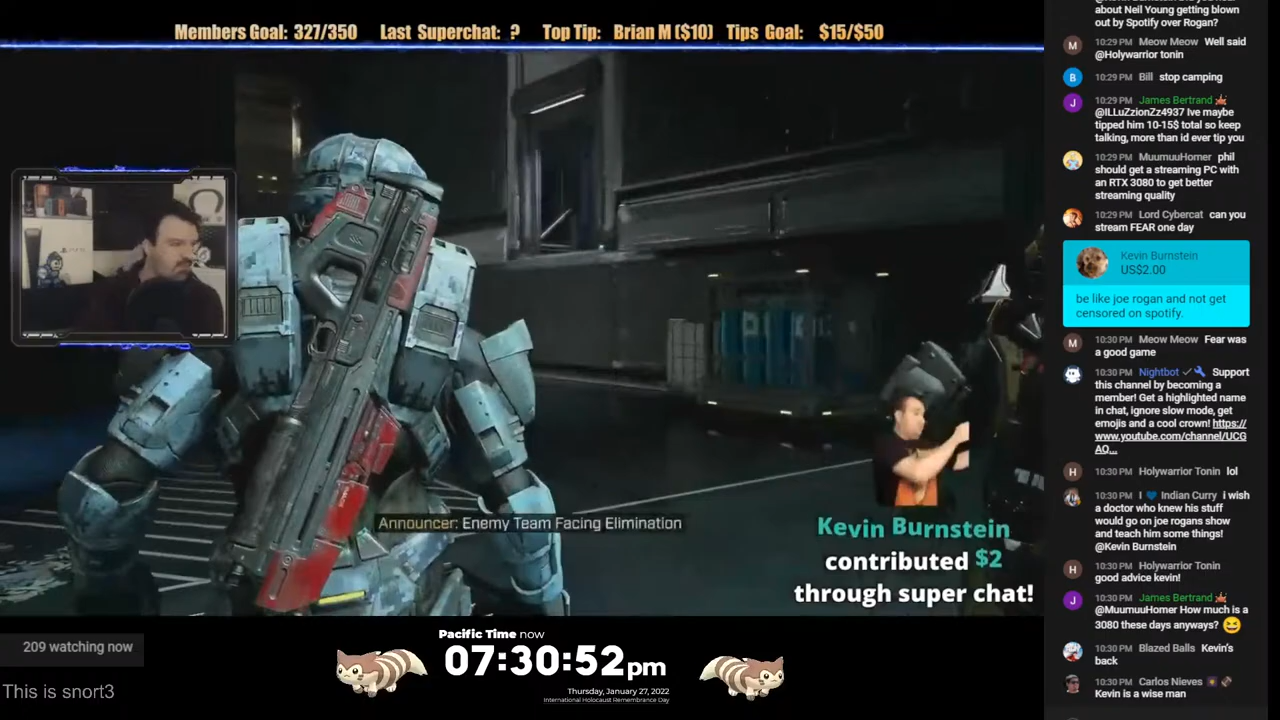 Members Goal: 327/350 Last Superchat: ? Top Tip: Brian M ($10) Tips Goal: $15/$50
Announcer: Enemy Team Facing Elimination
Kevin Burnstein
contributed $2
through super chat!
209 watching now
This is snort3
Pacific Time now
07:30:52pm
Thursday, January 27, 2022
International Holocaust Remembrance Day
about Neil Young getting blown
out by Spotify over Rogan?
M 10:29 PM Meow Meow Well said
@Holywarrior tonin
B 10:29 PM Bill stop camping
J 10:29 PM James Bertrand
@ILLuZzionZz4937 Ive maybe
tipped him 10-15$ total so keep
talking, more than id ever tip you
10:29 PM MuumuuHomer phil
should get a streaming PC with
an RTX 3080 to get better
streaming quality
10:29 PM Lord Cybercat can you
stream FEAR one day
Kevin Burnstein
US$2.00
be like joe rogan and not get
censored on spotify.
M 10:30 PM Meow Meow Fear was
a good game
10:30 PM Nightbot Support
this channel by becoming a
member! Get a highlighted name
in chat, ignore slow mode, get
emojis and a cool crown! https://
www.youtube.com/channel/UCG
AQ...
H 10:30 PM Holywarrior Tonin lol
10:30 PM I 💙 Indian Curry i wish
a doctor who knew his stuff
would go on joe rogans show
and teach him some things!
@Kevin Burnstein
H 10:30 PM Holywarrior Tonin
good advice kevin!
J 10:30 PM James Bertrand
@MuumuuHomer How much is a
3080 these days anyways? 😆
10:30 PM Blazed Balls Kevin's
back
10:30 PM Carlos Nieves
Kevin is a wise man